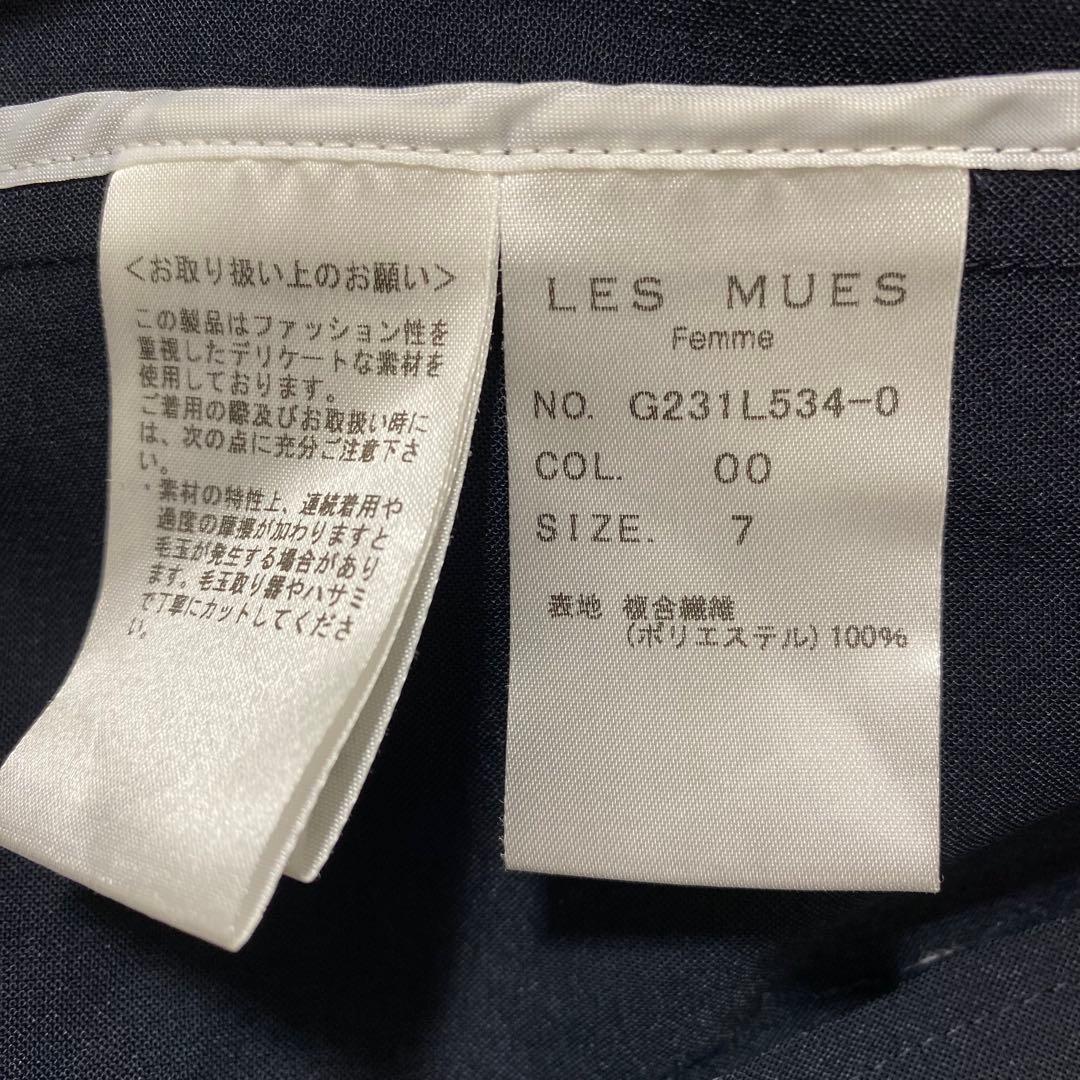 <お取り扱い上のお願い>
この製品はファッション性を
重視したデリケートな素材を
使用しております。
ご着用の際及びお取扱い時に
は、次の点に充分ご注意下さ
い。
・素材の特性上、連続着用や
過度の摩擦が加わりますと
毛玉が発生する場合があり
ます。毛玉取り器やハサミ
で丁寧にカットしてくださ
い。
LES MUES
Femme
NO. G231L534-0
COL. 00
SIZE. 7
表地 複合繊維
(ポリエステル) 100%